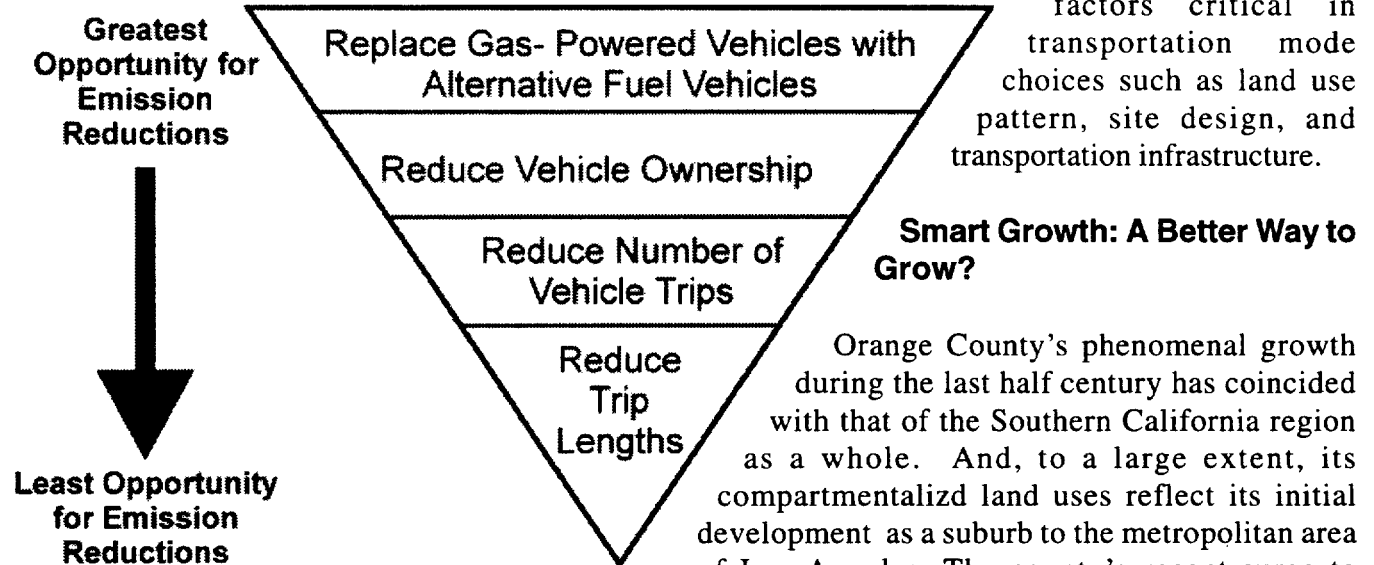 Greatest
Opportunity for
Emission
Reductions
Least Opportunity
for Emission
Reductions
Replace Gas- Powered Vehicles with
Alternative Fuel Vehicles
Reduce Vehicle Ownership
Reduce Number of
Vehicle Trips
Reduce
Trip
Lengths
factors critical in
transportation mode
choices such as land use
pattern, site design, and
transportation infrastructure.
Smart Growth: A Better Way to
Grow?
Orange County's phenomenal growth
during the last half century has coincided
with that of the Southern California region
as a whole. And, to a large extent, its
compartmentalizd land uses reflect its initial
development as a suburb to the metropolitan area